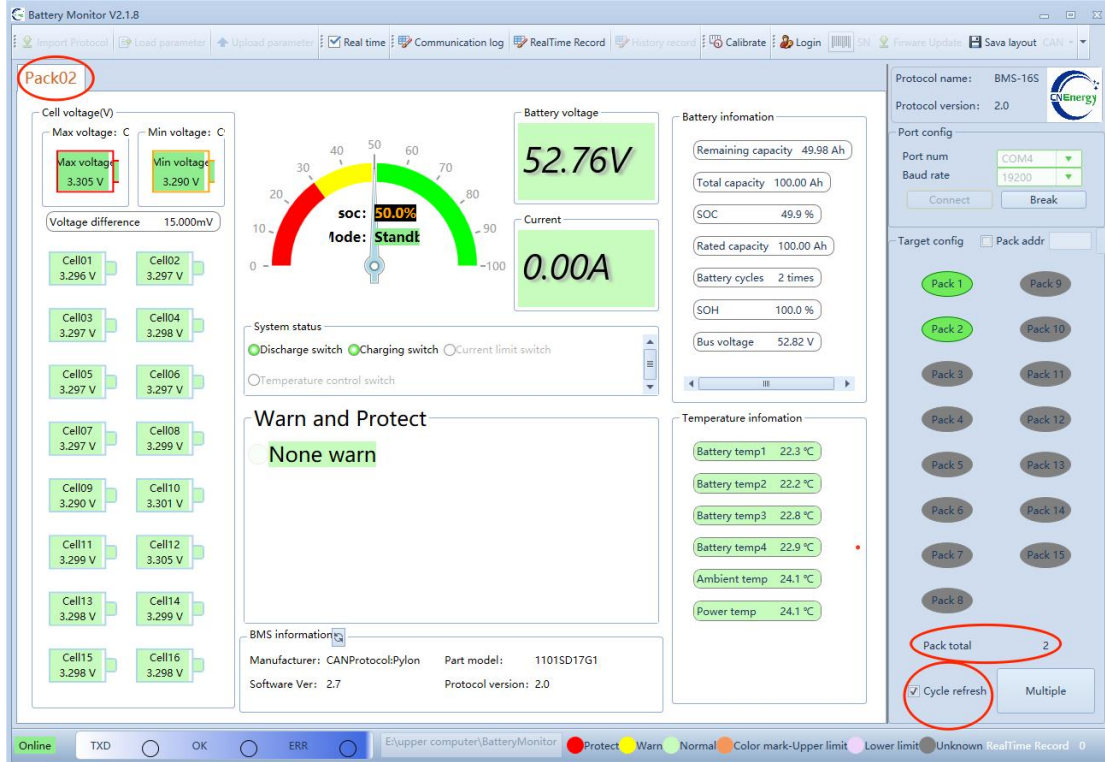 Battery Monitor V2.1.8
Import Protocol Load parameter Upload parameter Real time Communication log RealTime Record History record Calibrate Login SN Firware Update Sava layout CAN
Pack02
Protocol name: BMS-16S
Protocol version: 2.0
CNEnergy
Cell voltage(V)
Max voltage: C Min voltage: C
Max voltage Min voltage
3.305 V 3.290 V
Voltage difference 15.000mV
Cell01 Cell02
3.296 V 3.297 V
Cell03 Cell04
3.297 V 3.298 V
Cell05 Cell06
3.297 V 3.297 V
Cell07 Cell08
3.297 V 3.299 V
Cell09 Cell10
3.290 V 3.301 V
Cell11 Cell12
3.299 V 3.305 V
Cell13 Cell14
3.298 V 3.299 V
Cell15 Cell16
3.298 V 3.298 V
0 10 20 30 40 50 60 70 80 90 100
soc: 50.0%
Mode: Standb
Battery voltage
52.76V
Current
0.00A
System status
Discharge switch Charging switch Current limit switch
Temperature control switch
Warn and Protect
None warn
BMS information
Manufacturer: CANProtocol:Pylon Part model: 1101SD17G1
Software Ver: 2.7 Protocol version: 2.0
Battery infomation
Remaining capacity 49.98 Ah
Total capacity 100.00 Ah
SOC 49.9 %
Rated capacity 100.00 Ah
Battery cycles 2 times
SOH 100.0 %
Bus voltage 52.82 V
Temperature infomation
Battery temp1 22.3 ℃
Battery temp2 22.2 ℃
Battery temp3 22.8 ℃
Battery temp4 22.9 ℃
Ambient temp 24.1 ℃
Power temp 24.1 ℃
Port config
Port num COM4
Baud rate 19200
Connect Break
Target config Pack addr
Pack 1 Pack 9
Pack 2 Pack 10
Pack 3 Pack 11
Pack 4 Pack 12
Pack 5 Pack 13
Pack 6 Pack 14
Pack 7 Pack 15
Pack 8
Pack total 2
Cycle refresh Multiple
Online TXD OK ERR E:\upper computer\BatteryMonitor Protect Warn Normal Color mark-Upper limit Lower limit Unknown RealTime Record 0